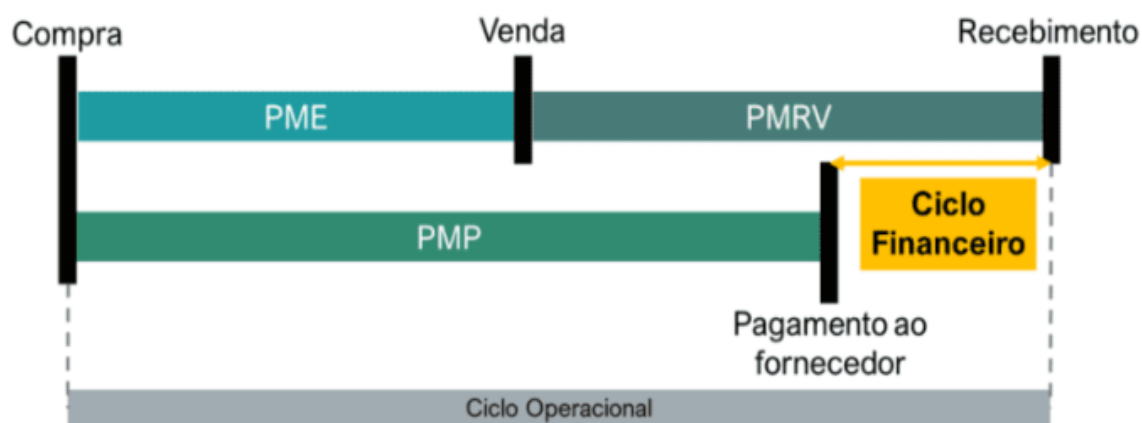 Compra
Venda
Recebimento
PME
PMRV
PMP
Ciclo
Financeiro
Pagamento ao
fornecedor
Ciclo Operacional